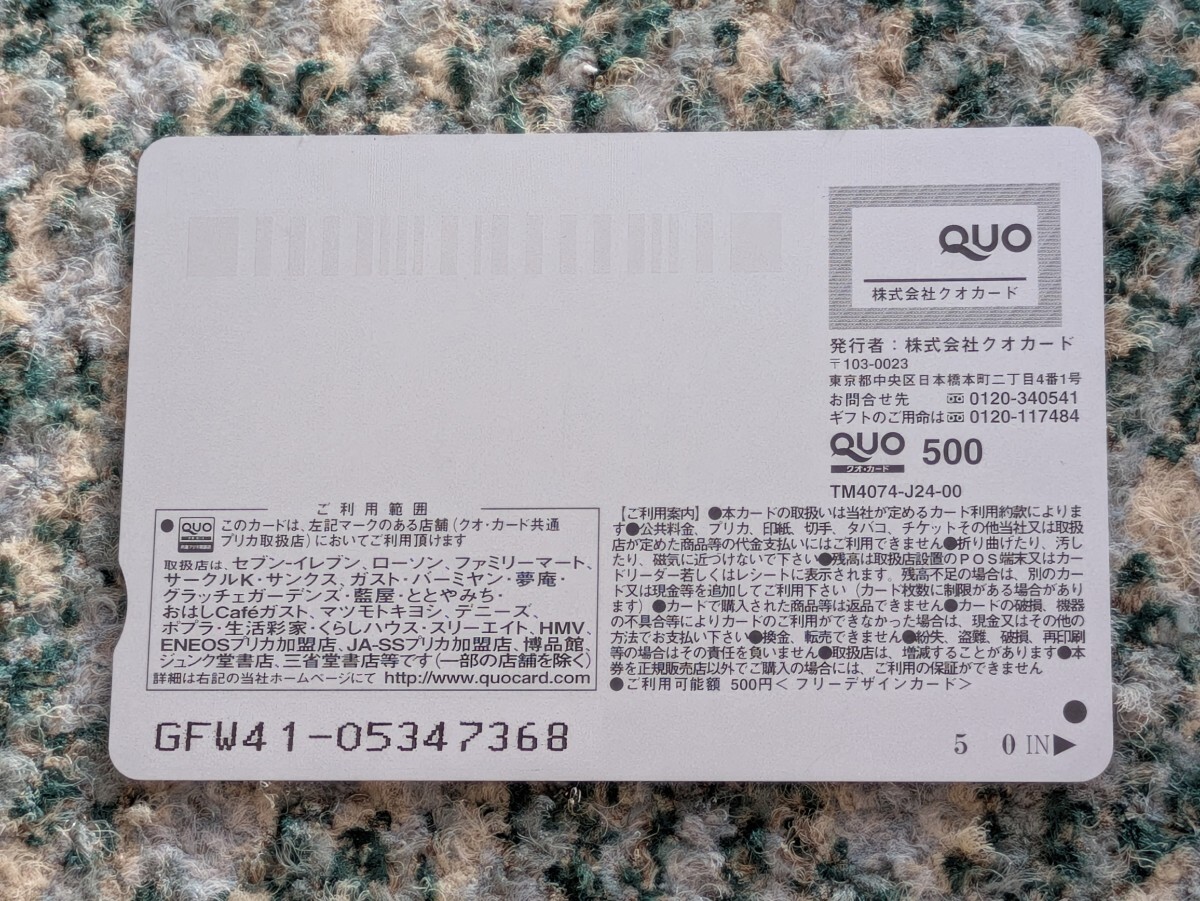 QUO
株式会社クオカード
発行者：株式会社クオカード
〒103-0023
東京都中央区日本橋本町二丁目4番1号
お問合せ先 0120-340541
ギフトのご用命は 0120-117484
QUO 500
クオ・カード
TM4074-J24-00
ご利用範囲
●QUO このカードは、左記マークのある店舗(クオ・カード共通
プリカ取扱店)においてご利用頂けます
取扱店は、セブン-イレブン、ローソン、ファミリーマート、
サークルK・サンクス、ガスト・バーミヤン・夢庵・
グラッチェガーデンズ・藍屋・ととやみち・
おはしCaféガスト、マツモトキヨシ、デニーズ、
ポプラ・生活彩家・くらしハウス・スリーエイト、HMV、
ENEOSプリカ加盟店、JA-SSプリカ加盟店、博品館、
ジュンク堂書店、三省堂書店等です(一部の店舗を除く)
詳細は右記の当社ホームページにて http://www.quocard.com
【ご利用案内】●本カードの取扱いは当社が定めるカード利用約款によりま
す●公共料金、プリカ、印紙、切手、タバコ、チケットその他当社又は取扱
店が定めた商品等の代金支払いにはご利用できません●折り曲げたり、汚し
たり、磁気に近づけないで下さい●残高は取扱店設置のPOS端末又はカー
ドリーダー若しくはレシートに表示されます。残高不足の場合は、別のカー
ド又は現金等を追加してご利用下さい(カード枚数に制限がある場合があり
ます)●カードで購入された商品等は返品できません●カードの破損、機器
の不具合等によりカードのご利用ができなかった場合は、現金又はその他の
方法でお支払い下さい●換金、転売できません●紛失、盗難、破損、再印刷
等の場合はその責任を負いません●取扱店は、増減することがあります●本
券を正規販売店以外でご購入の場合には、ご利用の保証ができません
●ご利用可能額 500円＜フリーデザインカード＞
GFW41-05347368
5 0 IN▶